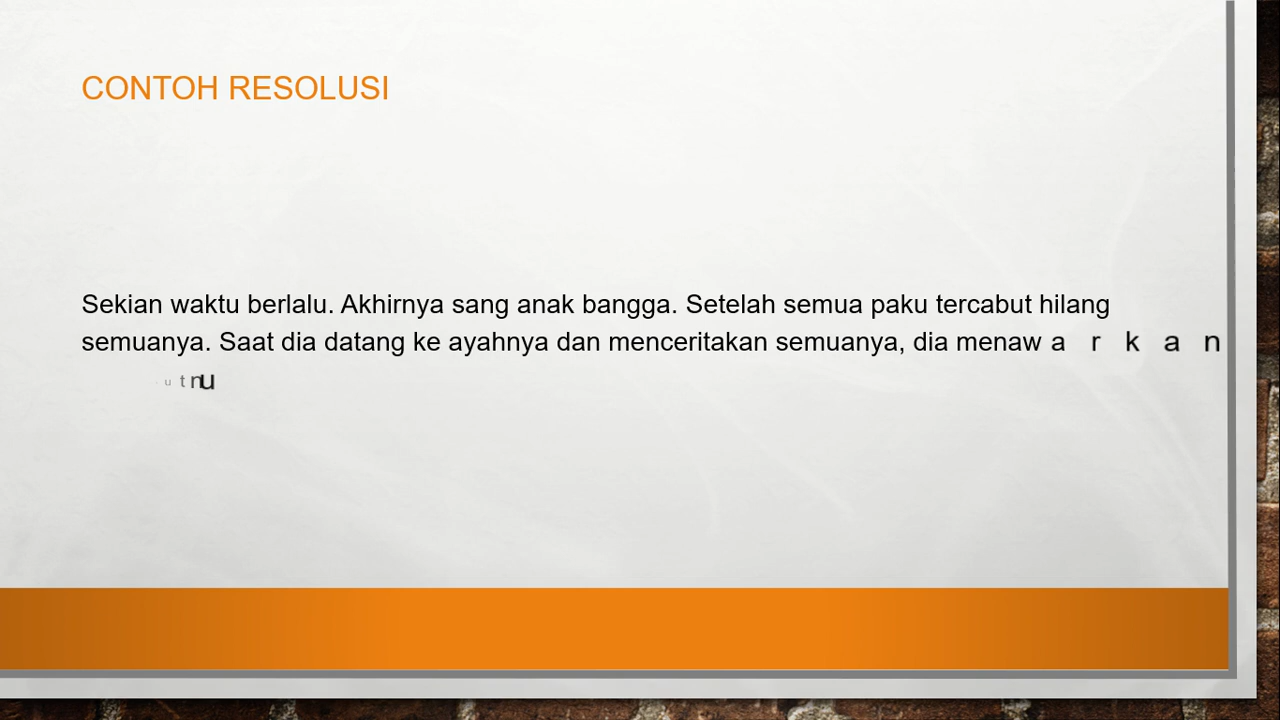 CONTOH RESOLUSI
Sekian waktu berlalu. Akhirnya sang anak bangga. Setelah semua paku tercabut hilang
semuanya. Saat dia datang ke ayahnya dan menceritakan semuanya, dia menawarkan